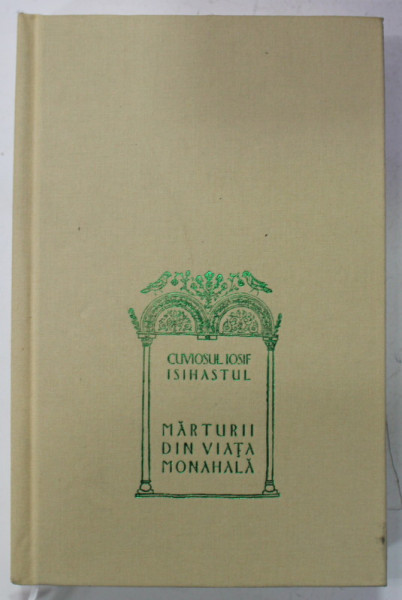 CUVIOSUL IOSIF
ISIHASTUL
MĂRTURII
DIN VIAȚA
MONAHALĂ